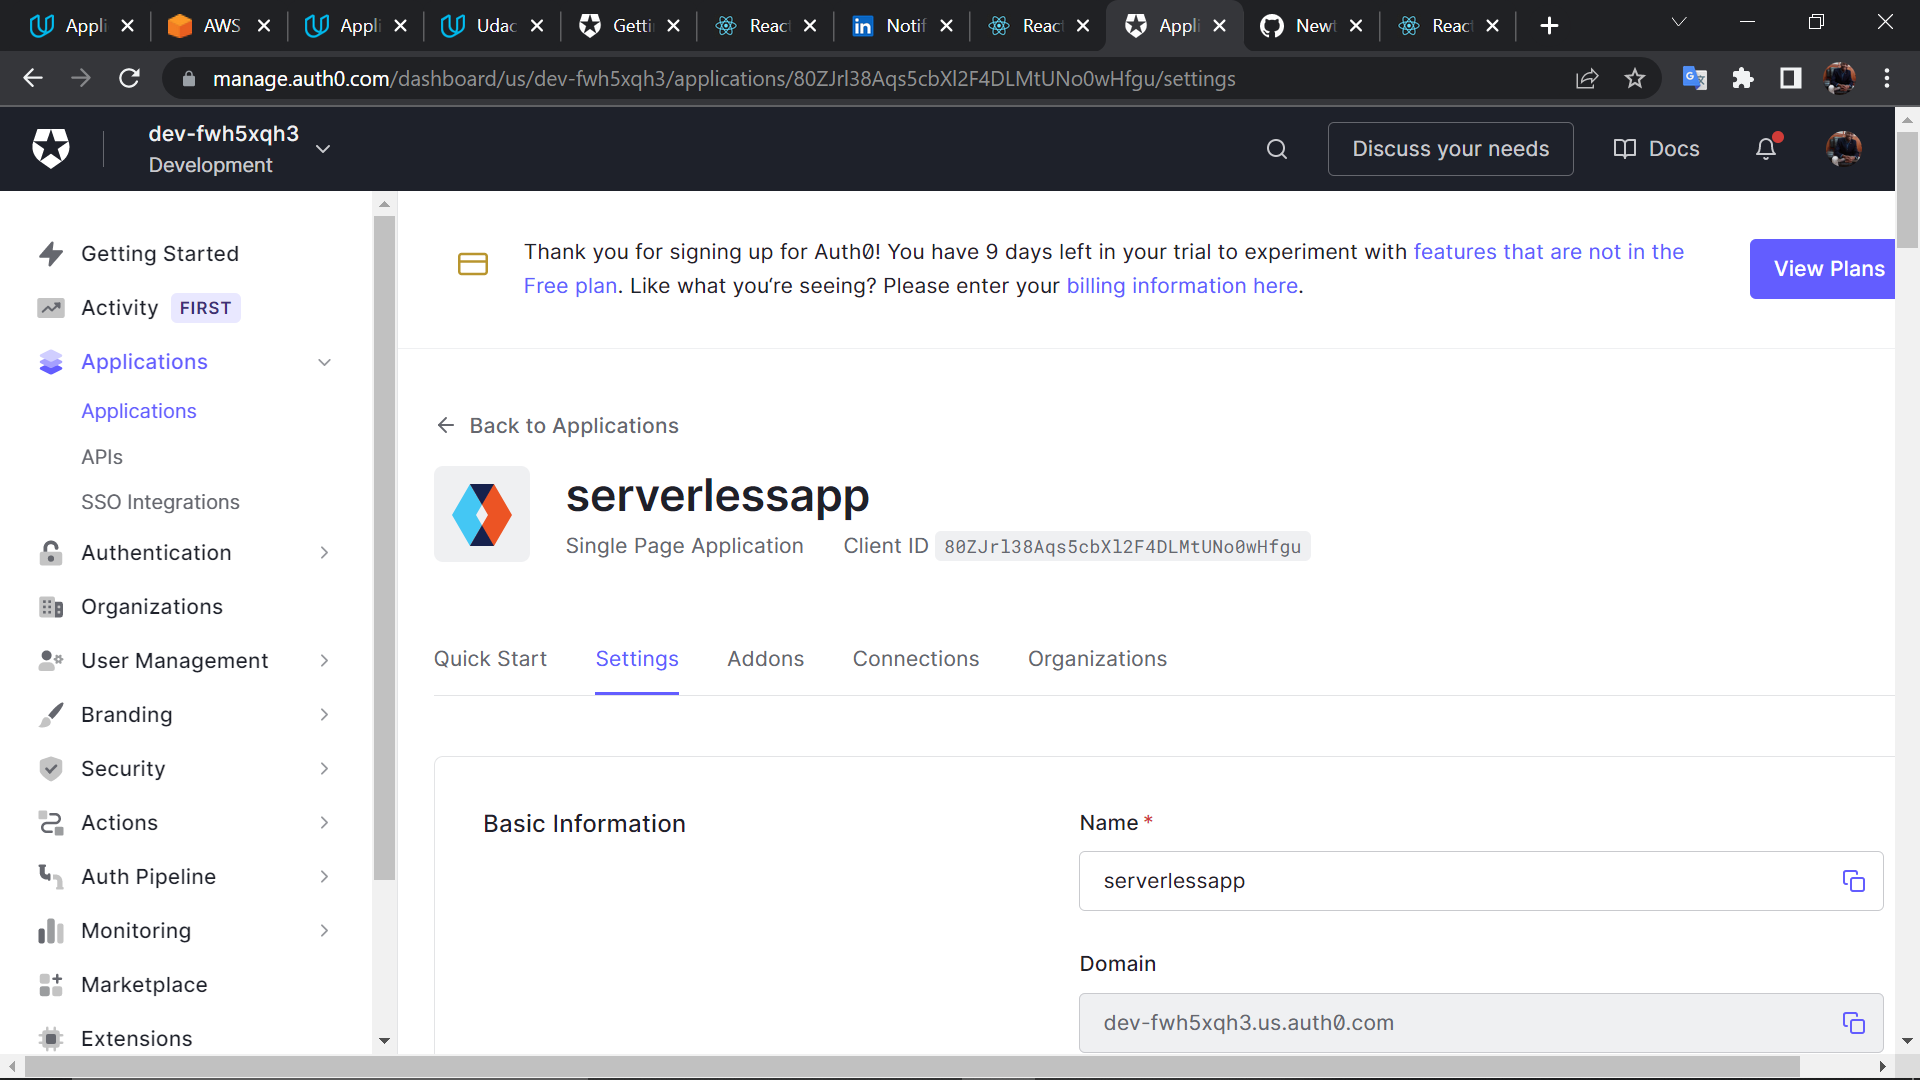 Appli
AWS
Appli
Udac
Getti
React
Notif
React
Appli
Newt
React
manage.auth0.com/dashboard/us/dev-fwh5xqh3/applications/80ZJrl38Aqs5cbXl2F4DLMtUNo0wHfgu/settings
dev-fwh5xqh3
Development
Discuss your needs
Docs
Getting Started
Activity FIRST
Applications
Applications
APIs
SSO Integrations
Authentication
Organizations
User Management
Branding
Security
Actions
Auth Pipeline
Monitoring
Marketplace
Extensions
Thank you for signing up for Auth0! You have 9 days left in your trial to experiment with features that are not in the
Free plan. Like what you’re seeing? Please enter your billing information here.
View Plans
Back to Applications
serverlessapp
Single Page Application Client ID 80ZJrl38Aqs5cbXl2F4DLMtUNo0wHfgu
Quick Start Settings Addons Connections Organizations
Basic Information
Name *
serverlessapp
Domain
dev-fwh5xqh3.us.auth0.com